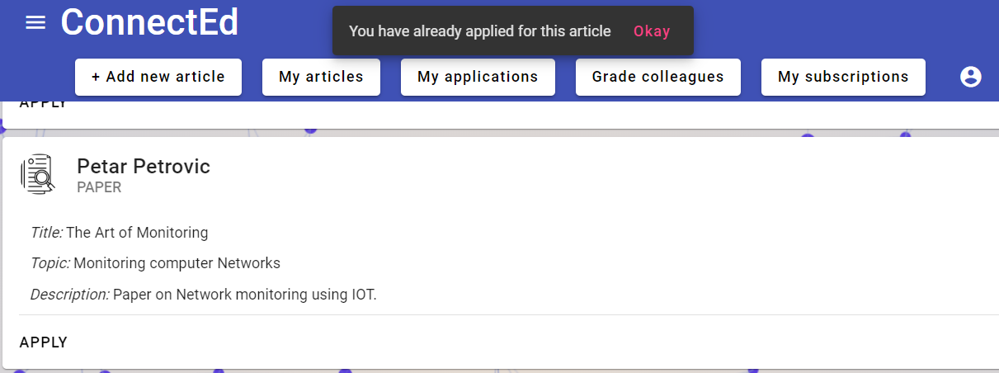 ConnectEd
You have already applied for this article Okay
+ Add new article My articles My applications Grade colleagues My subscriptions
APPLY
Petar Petrovic
PAPER
Title: The Art of Monitoring
Topic: Monitoring computer Networks
Description: Paper on Network monitoring using IOT.
APPLY